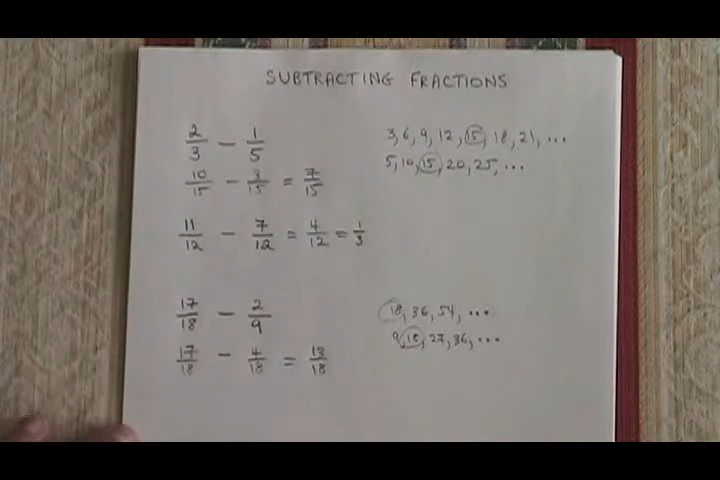 SUBTRACTING FRACTIONS
2/3 - 1/5
3, 6, 9, 12, 15, 18, 21, ...
10/15 - 3/15 = 7/15
5, 10, 15, 20, 25, ...
11/12 - 7/12 = 4/12 = 1/3
17/18 - 2/9
18, 36, 54, ...
9, 18, 27, 36, ...
17/18 - 4/18 = 13/18